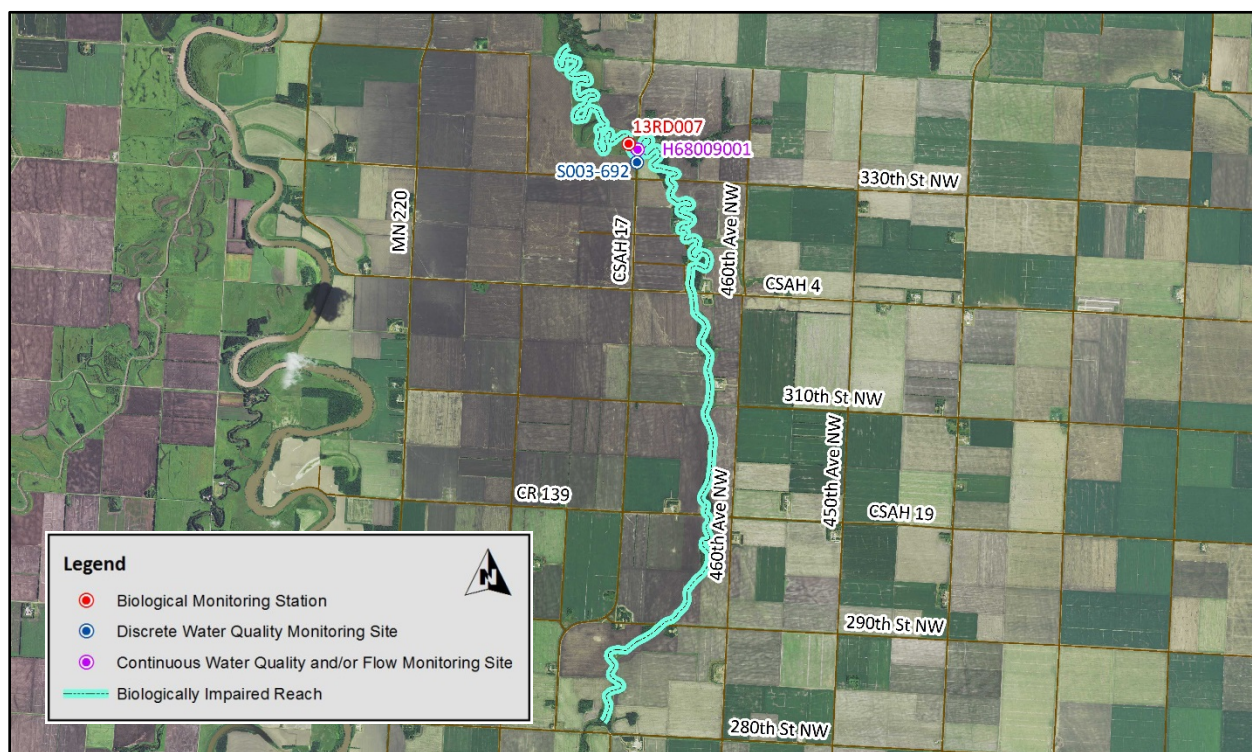 13RD007
H68009001
S003-692
330th St NW
MN 220
CSAH 17
460th Ave NW
CSAH 4
310th St NW
450th Ave NW
CR 139
CSAH 19
460th Ave NW
290th St NW
280th St NW
Legend
N
Biological Monitoring Station
Discrete Water Quality Monitoring Site
Continuous Water Quality and/or Flow Monitoring Site
Biologically Impaired Reach